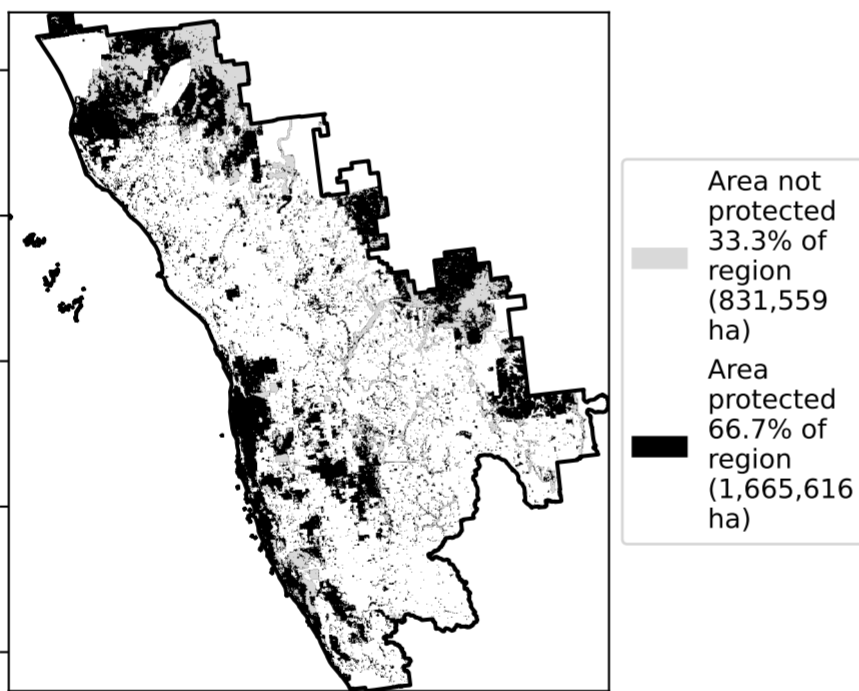 Area not
protected
33.3% of
region
(831,559
ha)
Area
protected
66.7% of
region
(1,665,616
ha)